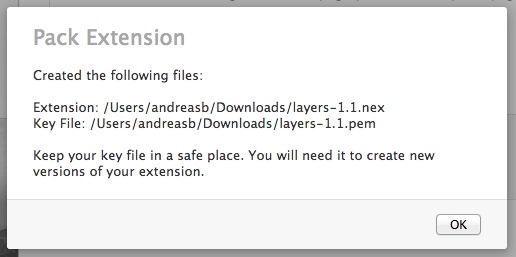 Pack Extension
Created the following files:
Extension: /Users/andreasb/Downloads/layers-1.1.nex
Key File: /Users/andreasb/Downloads/layers-1.1.pem
Keep your key file in a safe place. You will need it to create new
versions of your extension.
OK